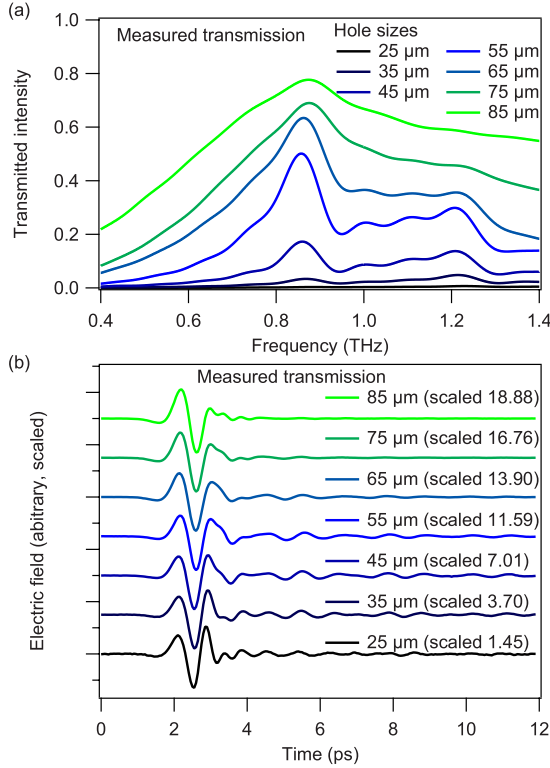 (a)
1.0
Measured transmission
Hole sizes
25 µm
55 µm
35 µm
65 µm
45 µm
75 µm
85 µm
0.8
0.6
0.4
0.2
0.0
Transmitted intensity
0.4
0.6
0.8
1.0
1.2
1.4
Frequency (THz)
(b)
Measured transmission
85 µm (scaled 18.88)
75 µm (scaled 16.76)
65 µm (scaled 13.90)
55 µm (scaled 11.59)
45 µm (scaled 7.01)
35 µm (scaled 3.70)
25 µm (scaled 1.45)
Electric field (abitrary, scaled)
0
2
4
6
8
10
12
Time (ps)